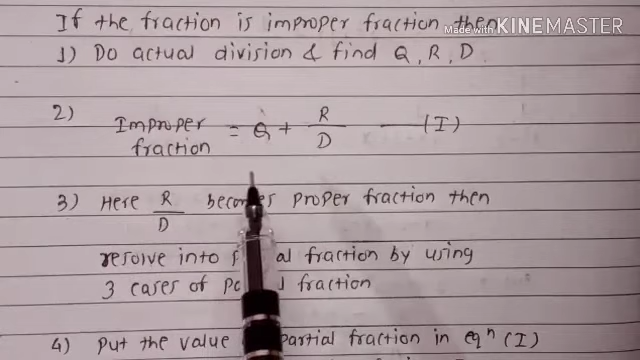 If the fraction is improper fraction then
Made with KINEMASTER
1) Do actual division & find Q, R, D
2) Improper fraction = Q + R/D — (I)
3) Here R/D becomes proper fraction then
resolve into fraction by using
3 cases of fraction
4) Put the value partial fraction in eqⁿ (I)